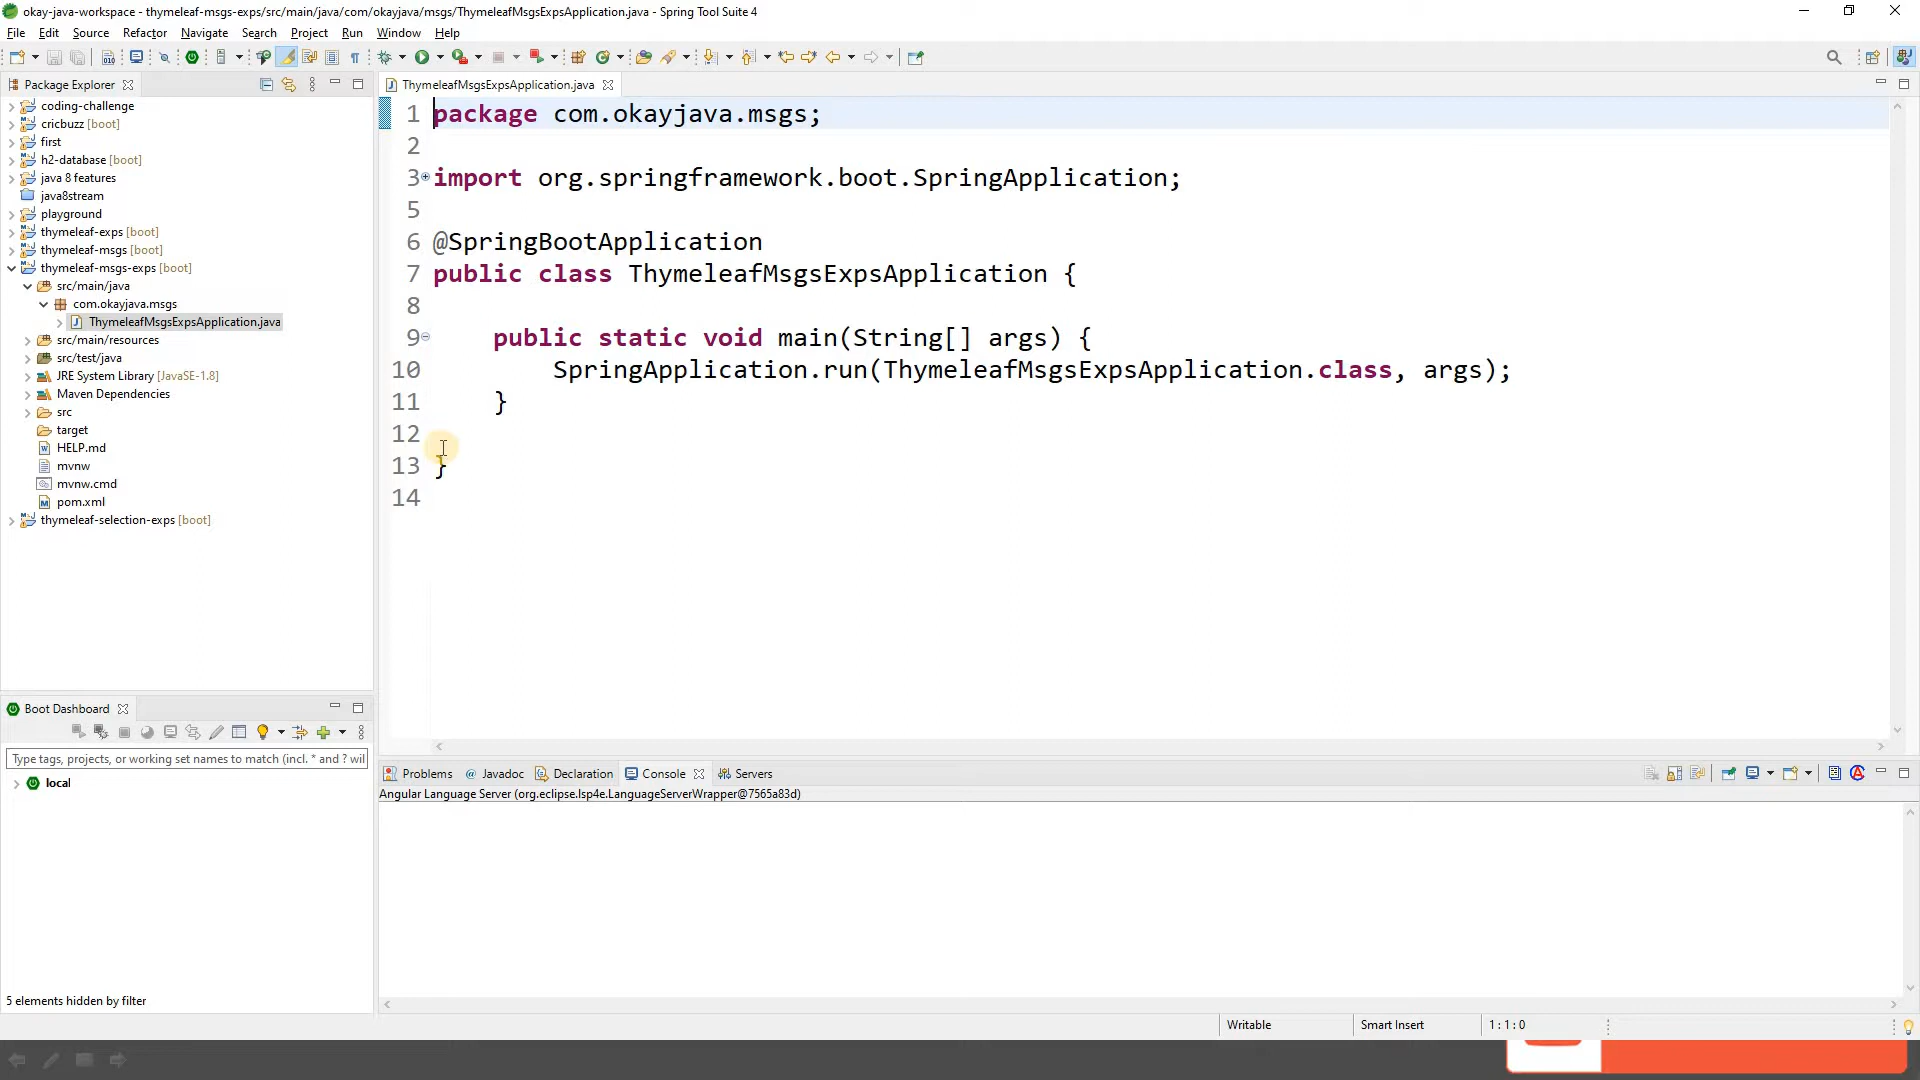 okay-java-workspace - thymeleaf-msgs-exps/src/main/java/com/okayjava/msgs/ThymeleafMsgsExpsApplication.java - Spring Tool Suite 4
File Edit Source Refactor Navigate Search Project Run Window Help
Package Explorer
coding-challenge
cricbuzz [boot]
first
h2-database [boot]
java 8 features
java8stream
playground
thymeleaf-exps [boot]
thymeleaf-msgs [boot]
thymeleaf-msgs-exps [boot]
src/main/java
com.okayjava.msgs
ThymeleafMsgsExpsApplication.java
src/main/resources
src/test/java
JRE System Library [JavaSE-1.8]
Maven Dependencies
src
target
HELP.md
mvnw
mvnw.cmd
pom.xml
thymeleaf-selection-exps [boot]
ThymeleafMsgsExpsApplication.java
1 package com.okayjava.msgs;
2
3 import org.springframework.boot.SpringApplication;
5
6 @SpringBootApplication
7 public class ThymeleafMsgsExpsApplication {
8
9 public static void main(String[] args) {
10 SpringApplication.run(ThymeleafMsgsExpsApplication.class, args);
11 }
12
13 }
14
Boot Dashboard
Type tags, projects, or working set names to match (incl. * and ? wil
local
5 elements hidden by filter
Problems @ Javadoc Declaration Console Servers
Angular Language Server (org.eclipse.lsp4e.LanguageServerWrapper@7565a83d)
Writable Smart Insert 1 : 1 : 0